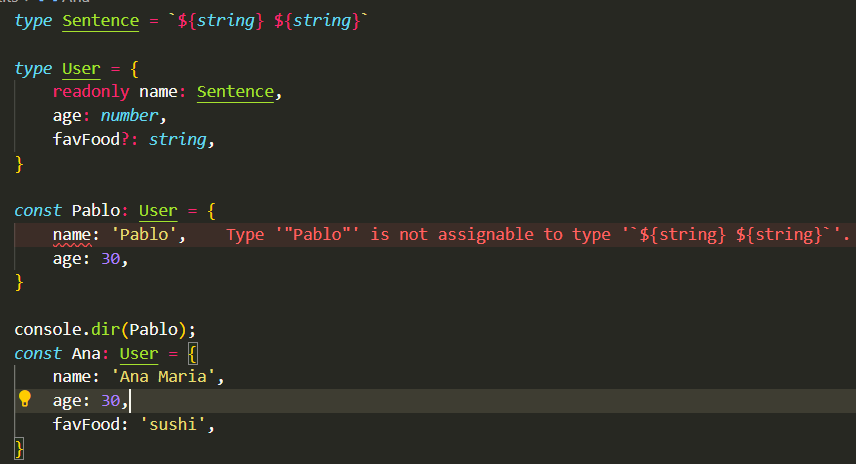 type Sentence = `${string} ${string}`
type User = {
readonly name: Sentence,
age: number,
favFood?: string,
}
const Pablo: User = {
name: 'Pablo',    Type '"Pablo"' is not assignable to type '`${string} ${string}`'.
age: 30,
}
console.dir(Pablo);
const Ana: User = {
name: 'Ana Maria',
age: 30,
favFood: 'sushi',
}